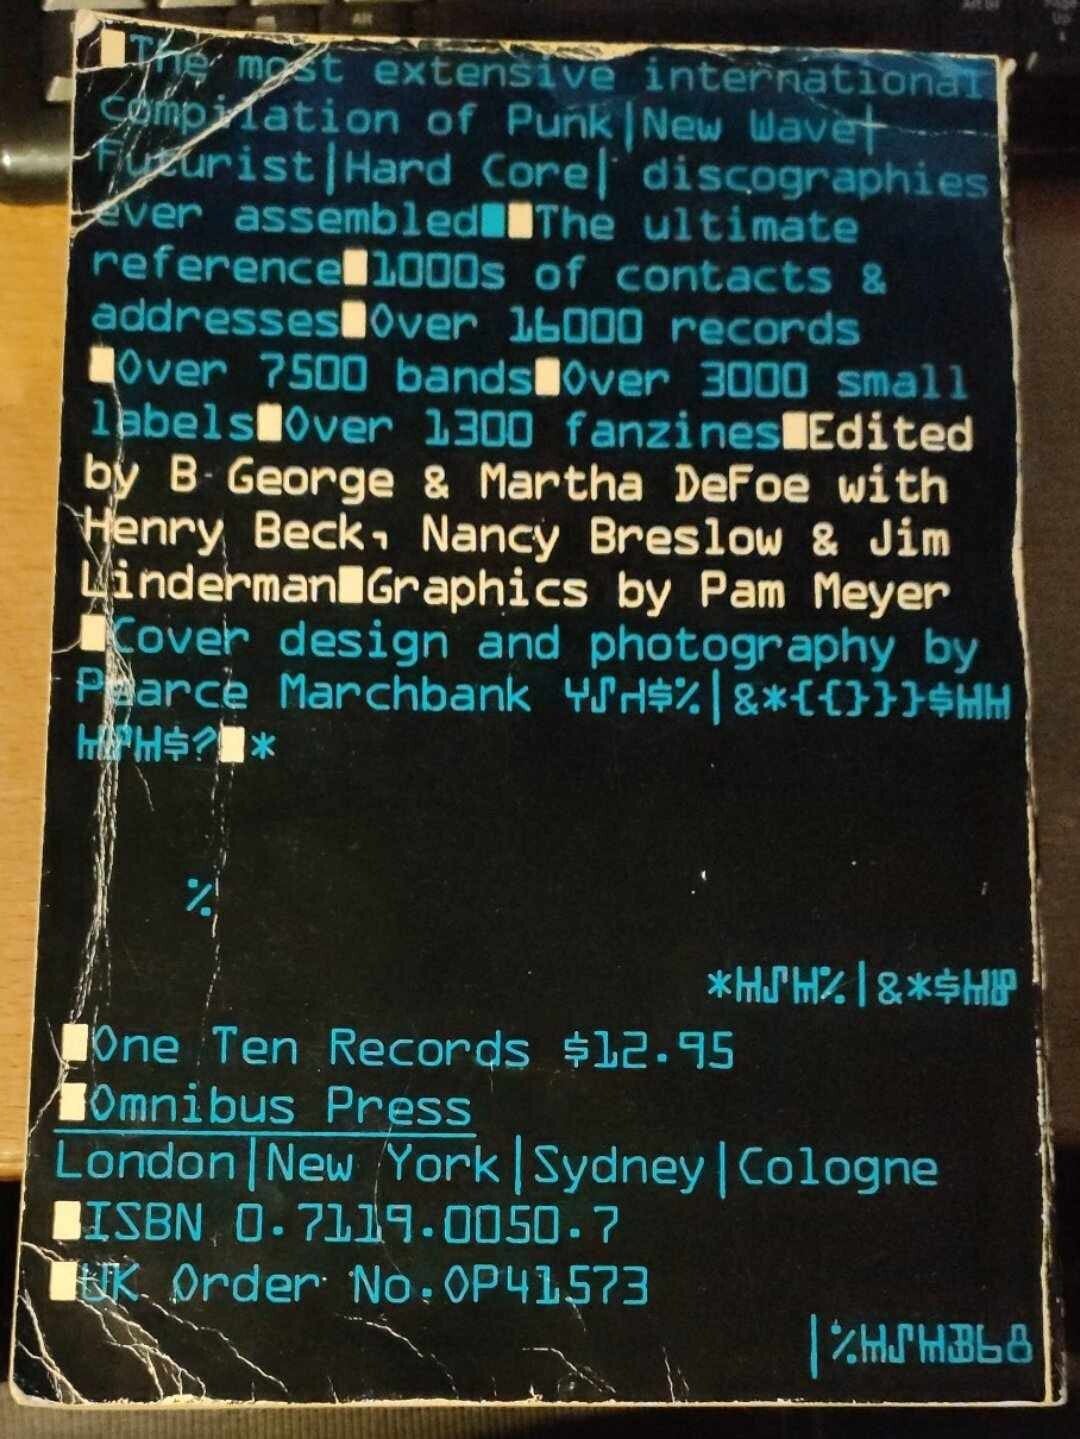 ■The most extensive international
compilation of Punk|New Wave|
Futurist|Hard Core| discographies
ever assembled■■The ultimate
reference■1000s of contacts &
addresses■Over 16000 records
■Over 7500 bands■Over 3000 small
labels■Over 1300 fanzines■Edited
by B. George & Martha DeFoe with
Henry Beck, Nancy Breslow & Jim
Linderman■Graphics by Pam Meyer
■Cover design and photography by
Pearce Marchbank $%|&*{{}}}$
$?■*
%
*%|&*$
■One Ten Records $12.95
■Omnibus Press
London|New York|Sydney|Cologne
■ISBN 0.7119.0050.7
■UK Order No.OP41573
|%